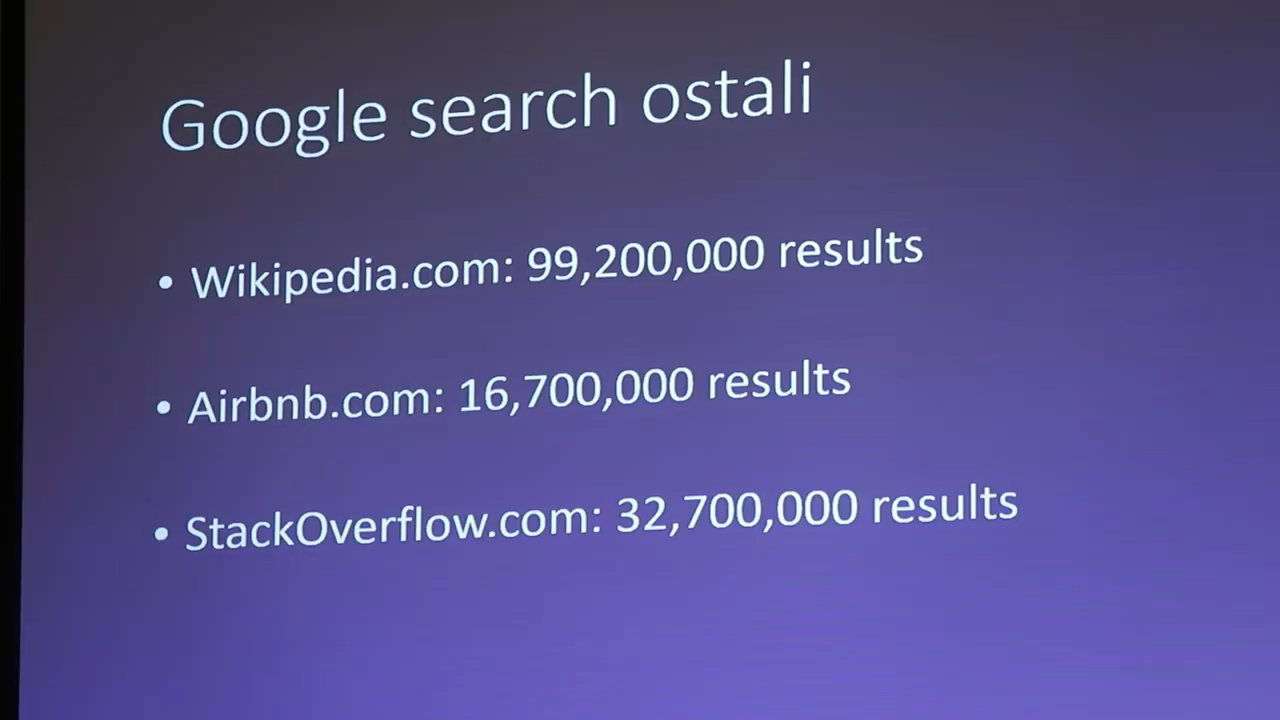 Google search ostali
• Wikipedia.com: 99,200,000 results
• Airbnb.com: 16,700,000 results
• StackOverflow.com: 32,700,000 results